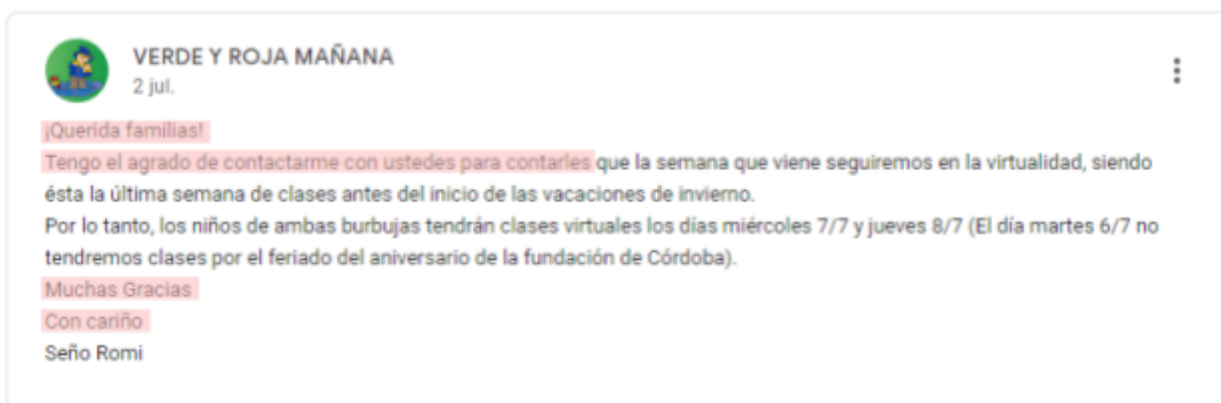 VERDE Y ROJA MAÑANA
2 jul.
¡Querida familias!
Tengo el agrado de contactarme con ustedes para contarles que la semana que viene seguiremos en la virtualidad, siendo
ésta la última semana de clases antes del inicio de las vacaciones de invierno.
Por lo tanto, los niños de ambas burbujas tendrán clases virtuales los días miércoles 7/7 y jueves 8/7 (El día martes 6/7 no
tendremos clases por el feriado del aniversario de la fundación de Córdoba).
Muchas Gracias
Con cariño
Seño Romi